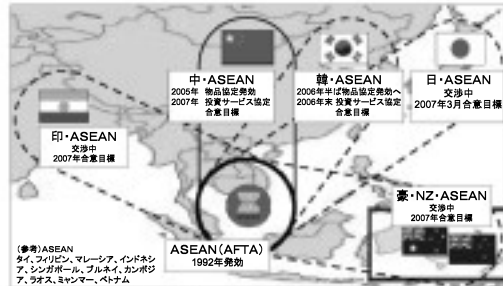 中・ASEAN
2005年 物品協定発効
2007年 投資サービス協定
合意目標
韓・ASEAN
2006年半ば物品協定発効へ
2006年末 投資サービス協定
合意目標
日・ASEAN
交渉中
2007年3月合意目標
印・ASEAN
交渉中
2007年合意目標
豪・NZ・ASEAN
交渉中
2007年合意目標
ASEAN(AFTA)
1992年発効
(参考)ASEAN
タイ、フィリピン、マレーシア、インドネシ
ア、シンガポール、ブルネイ、カンボジ
ア、ラオス、ミャンマー、ベトナム